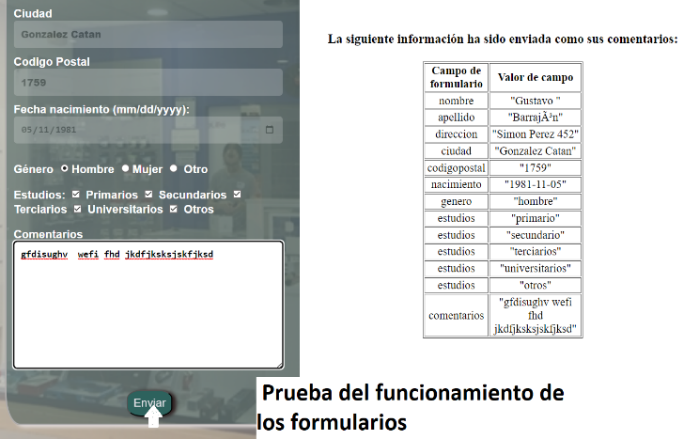 Ciudad
Gonzalez Catan
Codigo Postal
1759
Fecha nacimiento (mm/dd/yyyy):
05/11/1981
Género Hombre Mujer Otro
Estudios: Primarios Secundarios
Terciarios Universitarios Otros
Comentarios
gfdisughv wefi fhd jkdfjksksjskfjksd
Enviar
La siguiente información ha sido enviada como sus comentarios:
Campo de formulario Valor de campo
nombre "Gustavo "
apellido "BarrajÃ³n"
direccion "Simon Perez 452"
ciudad "Gonzalez Catan"
codigopostal "1759"
nacimiento "1981-11-05"
genero "hombre"
estudios "primario"
estudios "secundario"
estudios "terciarios"
estudios "universitarios"
estudios "otros"
comentarios "gfdisughv wefi
fhd
jkdfjksksjskfjksd"
Prueba del funcionamiento de
los formularios